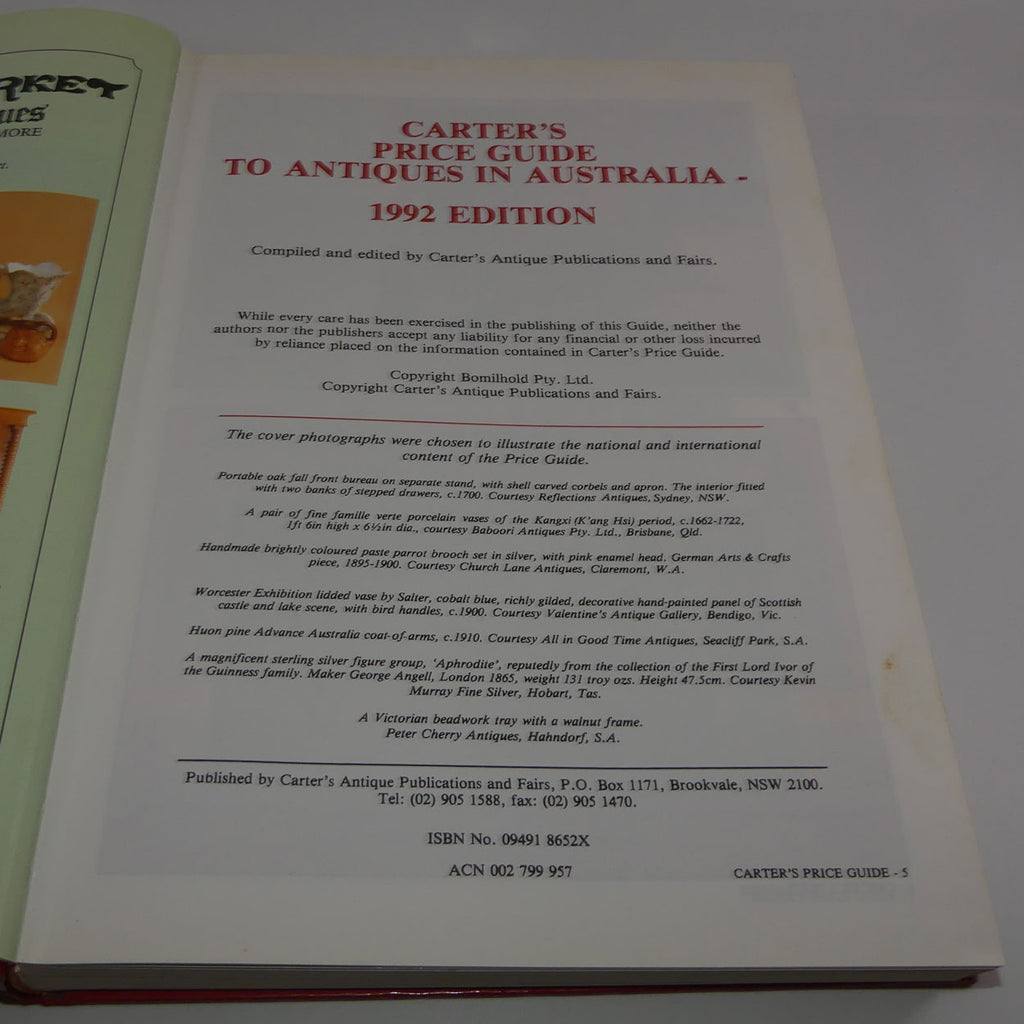 RKET
ues
MORE
CARTER'S
PRICE GUIDE
TO ANTIQUES IN AUSTRALIA -
1992 EDITION
Compiled and edited by Carter's Antique Publications and Fairs.
While every care has been exercised in the publishing of this Guide, neither the
authors nor the publishers accept any liability for any financial or other loss incurred
by reliance placed on the information contained in Carter's Price Guide.
Copyright Bomilhold Pty. Ltd.
Copyright Carter's Antique Publications and Fairs.
The cover photographs were chosen to illustrate the national and international
content of the Price Guide.
Portable oak fall front bureau on separate stand, with shell carved corbels and apron. The interior fitted
with two banks of stepped drawers, c.1700. Courtesy Reflections Antiques, Sydney, NSW.
A pair of fine famille verte porcelain vases of the Kangxi (K'ang Hsi) period, c.1662-1722,
1ft 6in high x 6½in dia., courtesy Baboori Antiques Pty. Ltd., Brisbane, Qld.
Handmade brightly coloured paste parrot brooch set in silver, with pink enamel head. German Arts & Crafts
piece, 1895-1900. Courtesy Church Lane Antiques, Claremont, W.A.
Worcester Exhibition lidded vase by Salter, cobalt blue, richly gilded, decorative hand-painted panel of Scottish
castle and lake scene, with bird handles, c.1900. Courtesy Valentine's Antique Gallery, Bendigo, Vic.
Huon pine Advance Australia coat-of-arms, c.1910. Courtesy All in Good Time Antiques, Seacliff Park, S.A.
A magnificent sterling silver figure group, 'Aphrodite', reputedly from the collection of the First Lord Ivor of
the Guinness family. Maker George Angell, London 1865, weight 131 troy ozs. Height 47.5cm. Courtesy Kevin
Murray Fine Silver, Hobart, Tas.
A Victorian beadwork tray with a walnut frame.
Peter Cherry Antiques, Hahndorf, S.A.
Published by Carter's Antique Publications and Fairs, P.O. Box 1171, Brookvale, NSW 2100.
Tel: (02) 905 1588, fax: (02) 905 1470.
ISBN No. 09491 8652X
ACN 002 799 957
CARTER'S PRICE GUIDE - 5